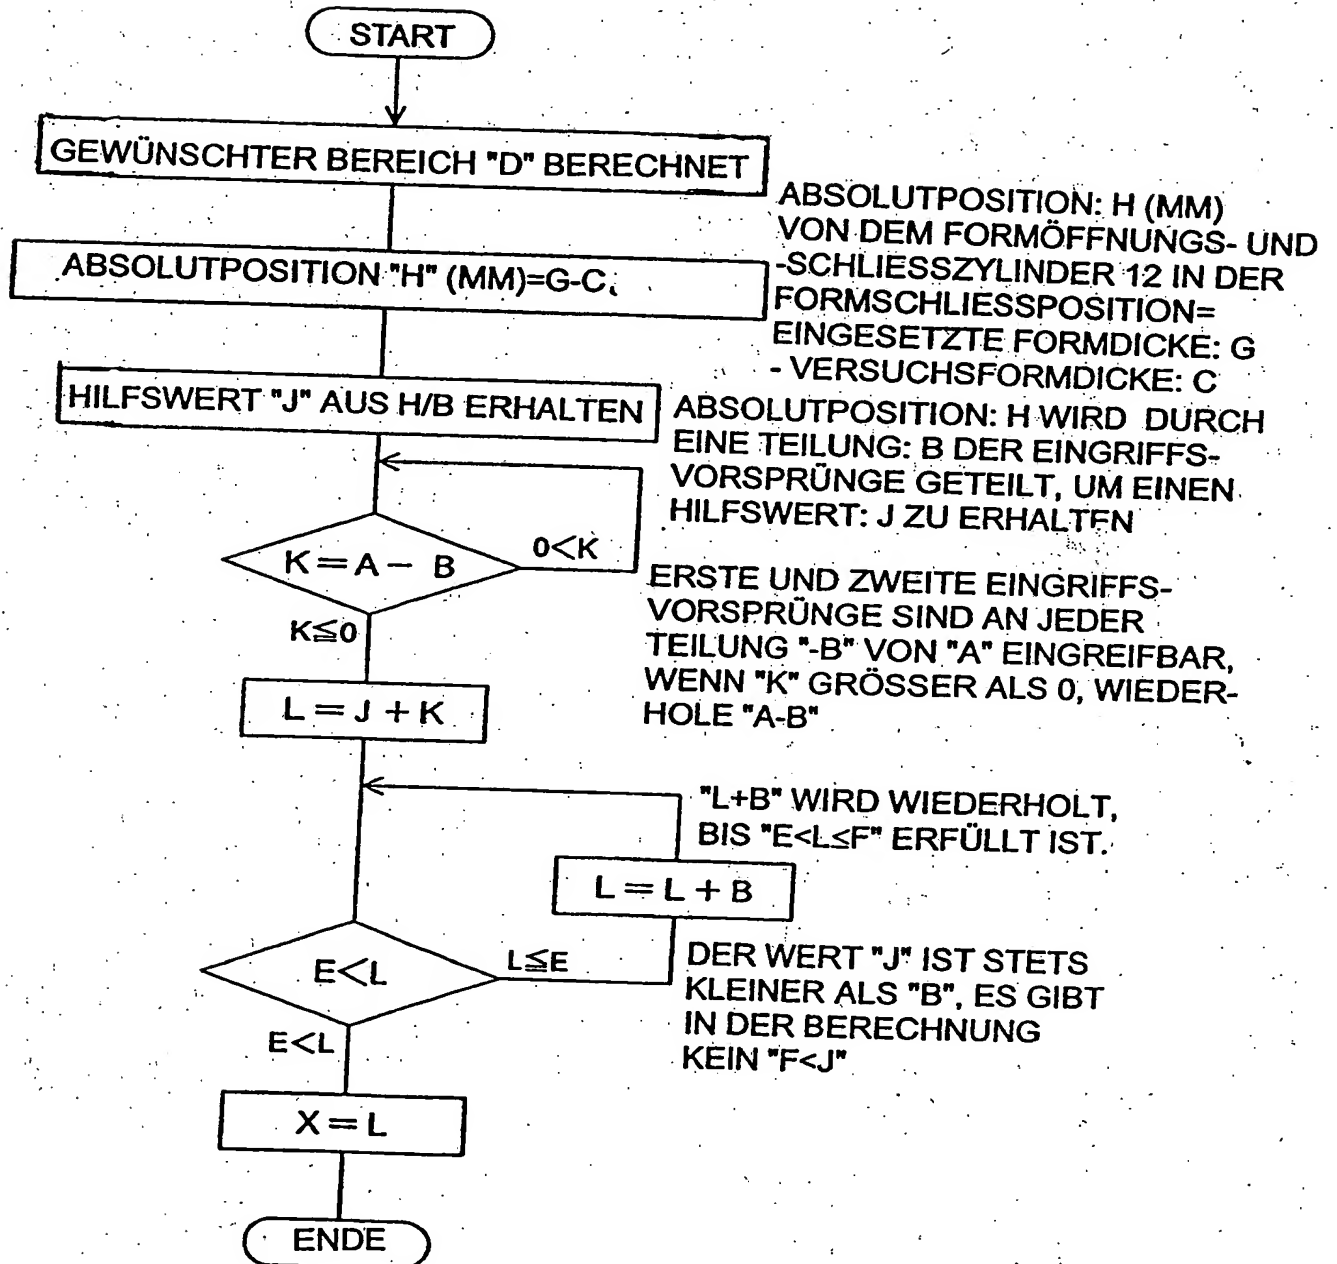 START
GEWÜNSCHTER BEREICH "D" BERECHNET
ABSOLUTPOSITION "H" (MM)=G-C
ABSOLUTPOSITION: H (MM)
VON DEM FORMÖFFNUNGS- UND
-SCHLIESSZYLINDER 12 IN DER
FORMSCHLIESSPOSITION=
EINGESETZTE FORMDICKE: G
- VERSUCHSFORMDICKE: C
HILFSWERT "J" AUS H/B ERHALTEN
ABSOLUTPOSITION: H WIRD DURCH
EINE TEILUNG: B DER EINGRIFFS-
VORSPRÜNGE GETEILT, UM EINEN
HILFSWERT: J ZU ERHALTEN
K=A- B
0<K
K≦0
ERSTE UND ZWEITE EINGRIFFS-
VORSPRÜNGE SIND AN JEDER
TEILUNG "-B" VON "A" EINGREIFBAR,
WENN "K" GRÖSSER ALS 0, WIEDER-
HOLE "A-B"
L=J+K
"L+B" WIRD WIEDERHOLT,
BIS "E<L≤F" ERFÜLLT IST.
L=L+B
E<L
L≦E
DER WERT "J" IST STETS
KLEINER ALS "B", ES GIBT
IN DER BERECHNUNG
KEIN "F<J"
E<L
X=L
ENDE